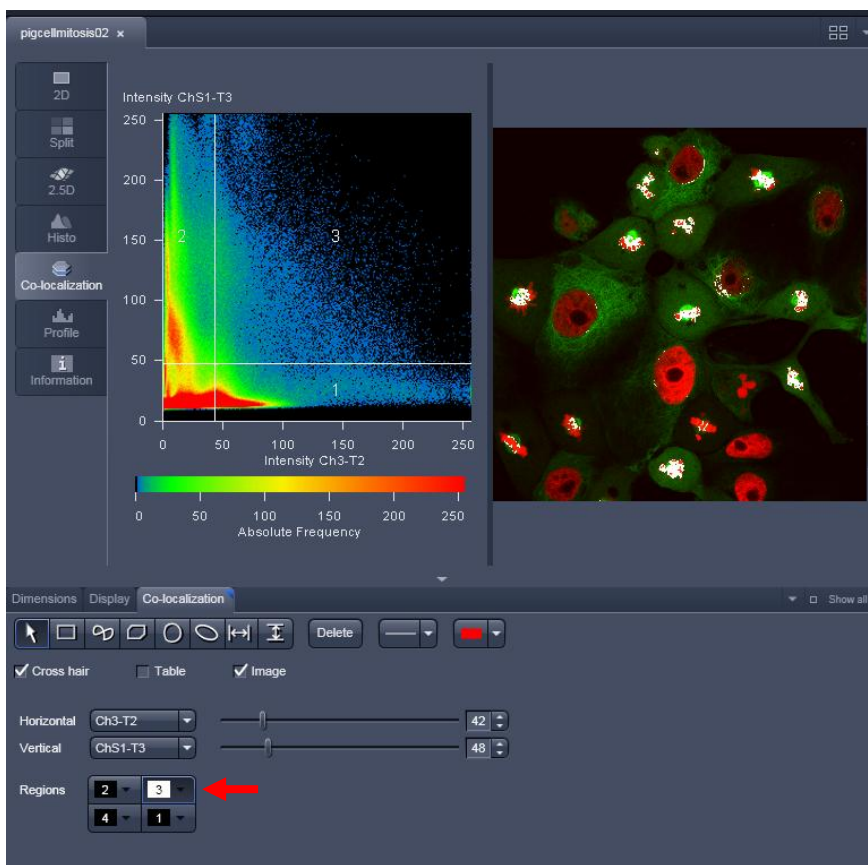 pigcellmitosis02 ×
2D
Split
2.5D
Histo
Co-localization
Profile
i
Information
Intensity ChS1-T3
250
200
150
100
50
0
2
3
1
0 50 100 150 200 250
Intensity Ch3-T2
0 50 100 150 200 250
Absolute Frequency
Dimensions Display Co-localization Show all
Delete
Cross hair Table Image
Horizontal Ch3-T2 42
Vertical ChS1-T3 48
Regions 2 3
4 1